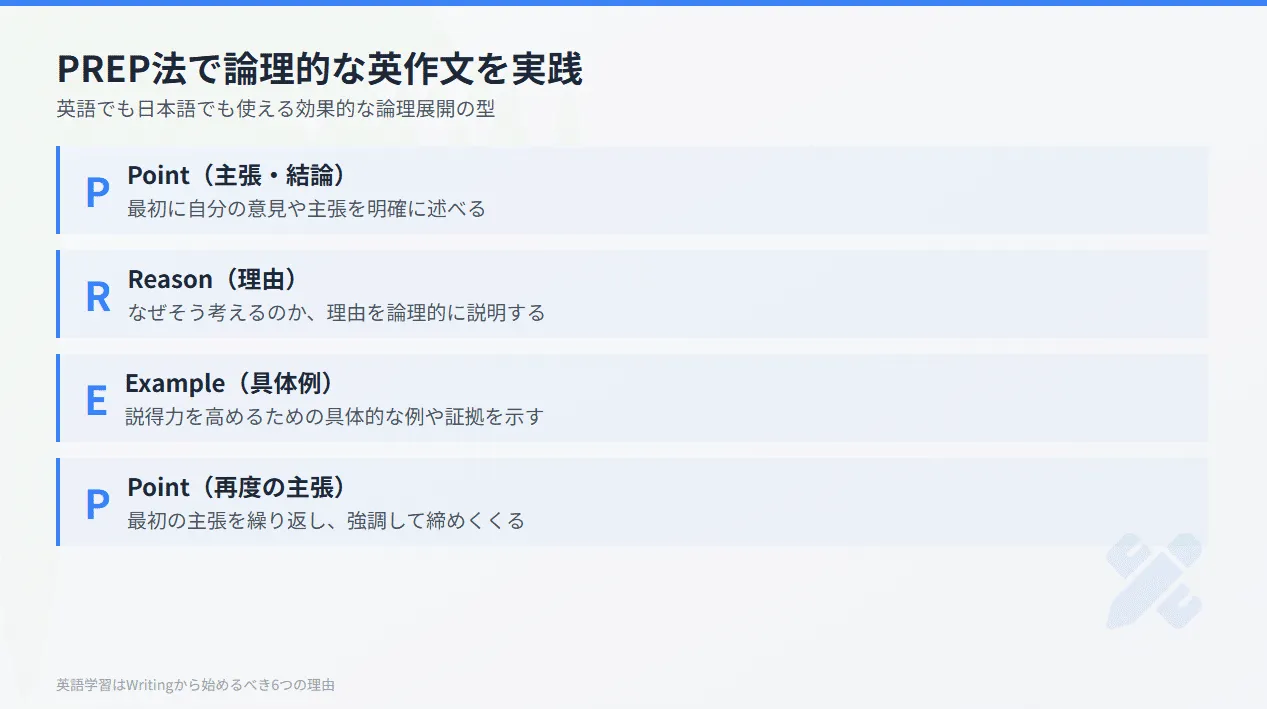 PREP法で論理的な英作文を実践
英語でも日本語でも使える効果的な論理展開の型
P
Point（主張・結論）
最初に自分の意見や主張を明確に述べる
R
Reason（理由）
なぜそう考えるのか、理由を論理的に説明する
E
Example（具体例）
説得力を高めるための具体的な例や証拠を示す
P
Point（再度の主張）
最初の主張を繰り返し、強調して締めくくる
英語学習はWritingから始めるべき6つの理由